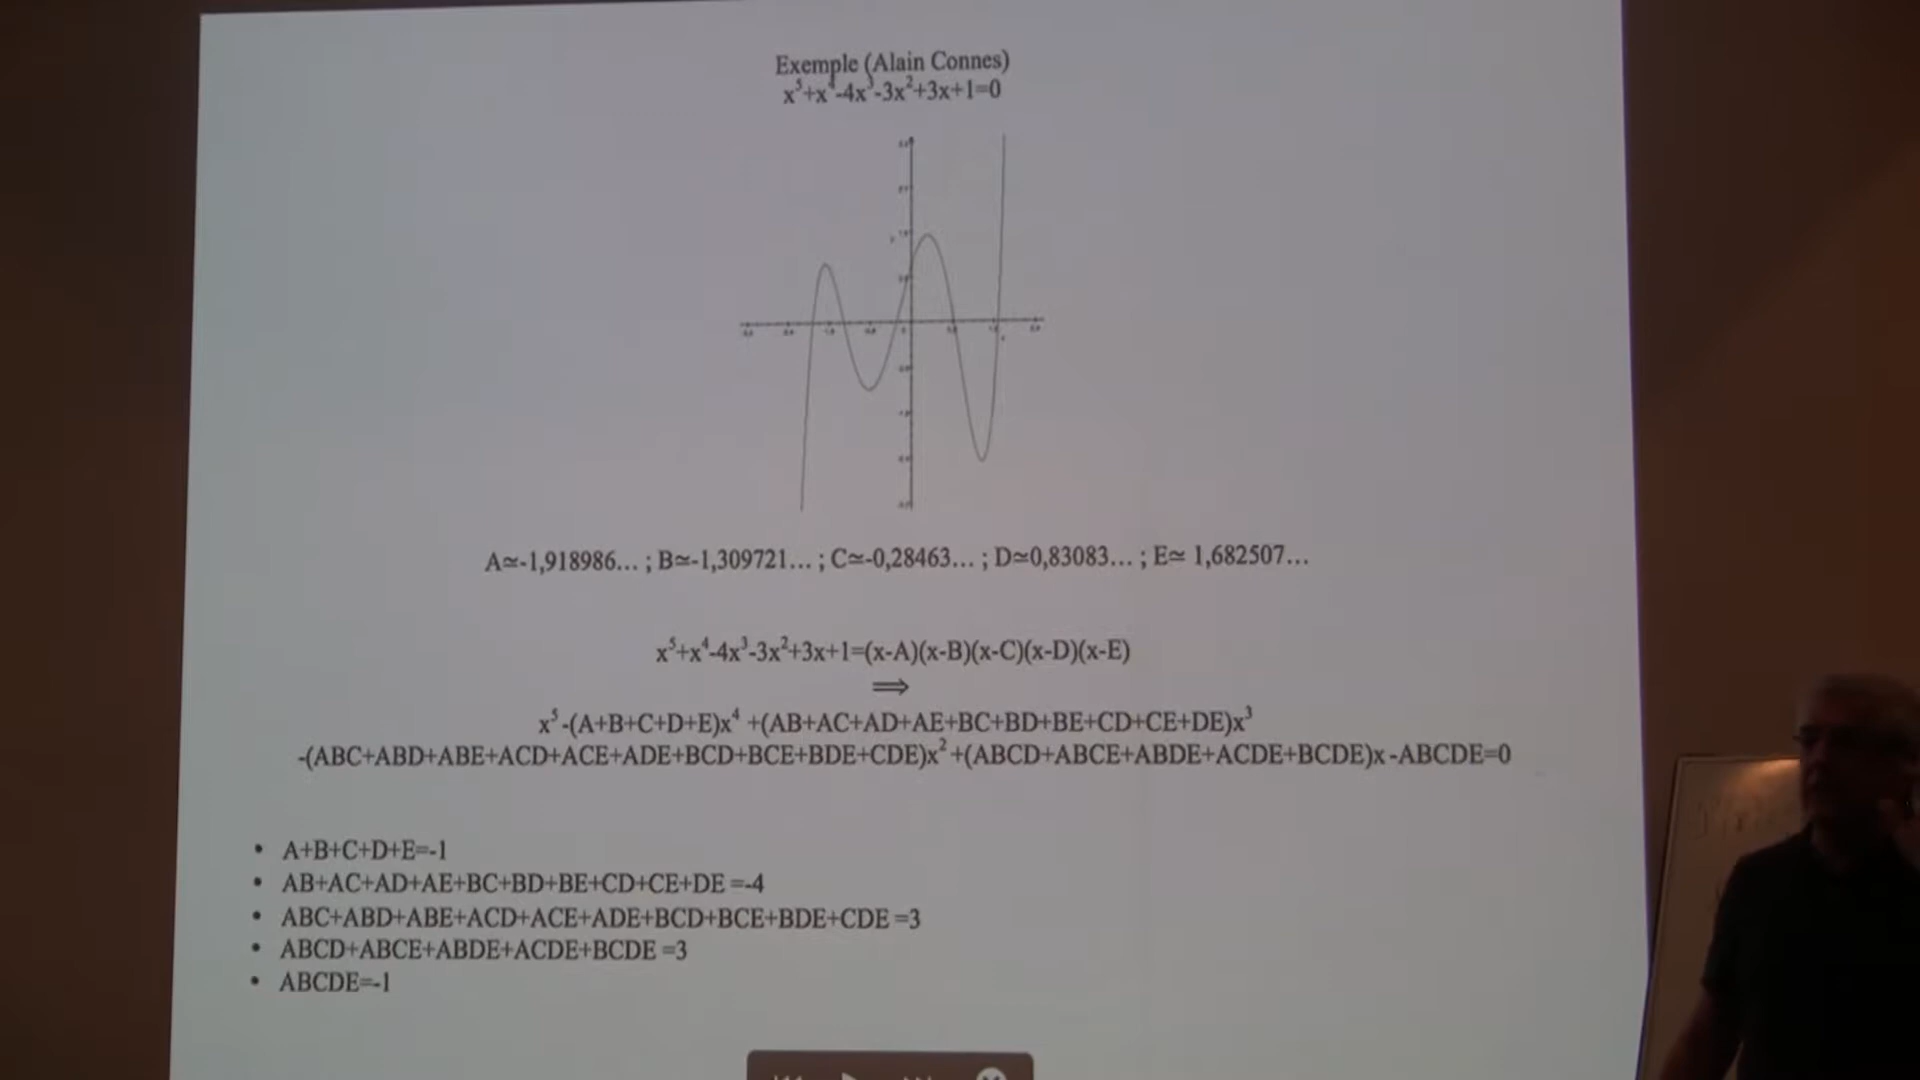 Exemple (Alain Connes)
x⁵+x⁴-4x³-3x²+3x+1=0
A≃-1,918986... ; B≃-1,309721... ; C≃-0,28463... ; D≃0,83083... ; E≃ 1,682507...
x⁵+x⁴-4x³-3x²+3x+1=(x-A)(x-B)(x-C)(x-D)(x-E)
⟹
x⁵-(A+B+C+D+E)x⁴ +(AB+AC+AD+AE+BC+BD+BE+CD+CE+DE)x³
-(ABC+ABD+ABE+ACD+ACE+ADE+BCD+BCE+BDE+CDE)x²+(ABCD+ABCE+ABDE+ACDE+BCDE)x -ABCDE=0
• A+B+C+D+E=-1
• AB+AC+AD+AE+BC+BD+BE+CD+CE+DE =-4
• ABC+ABD+ABE+ACD+ACE+ADE+BCD+BCE+BDE+CDE =3
• ABCD+ABCE+ABDE+ACDE+BCDE =3
• ABCDE=-1